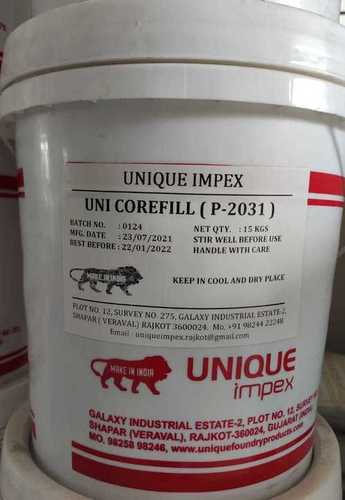 UNIQUE IMPEX
UNI COREFILL ( P-2031 )
BATCH NO. : 0124
MFG. DATE : 23/07/2021
BEST BEFORE : 22/01/2022
NET QTY. : 15 KGS
STIR WELL BEFORE USE
HANDLE WITH CARE
MAKE IN INDIA
KEEP IN COOL AND DRY PLACE
PLOT NO. 12, SURVEY NO. 275, GALAXY INDUSTRIAL ESTATE-2,
SHAPAR ( VERAVAL) RAJKOT 3600024. Mo. +91 98244 22248
Email : uniqueimpex.rajkot@gmail.com
MAKE IN INDIA
UNIQUE
impex
GALAXY INDUSTRIAL ESTATE-2, PLOT NO. 12, SURVEY
SHAPAR (VERAVAL), RAJKOT-360024, GUJARAT
MO. 98258 98246, www.uniquefoundryproducts.com